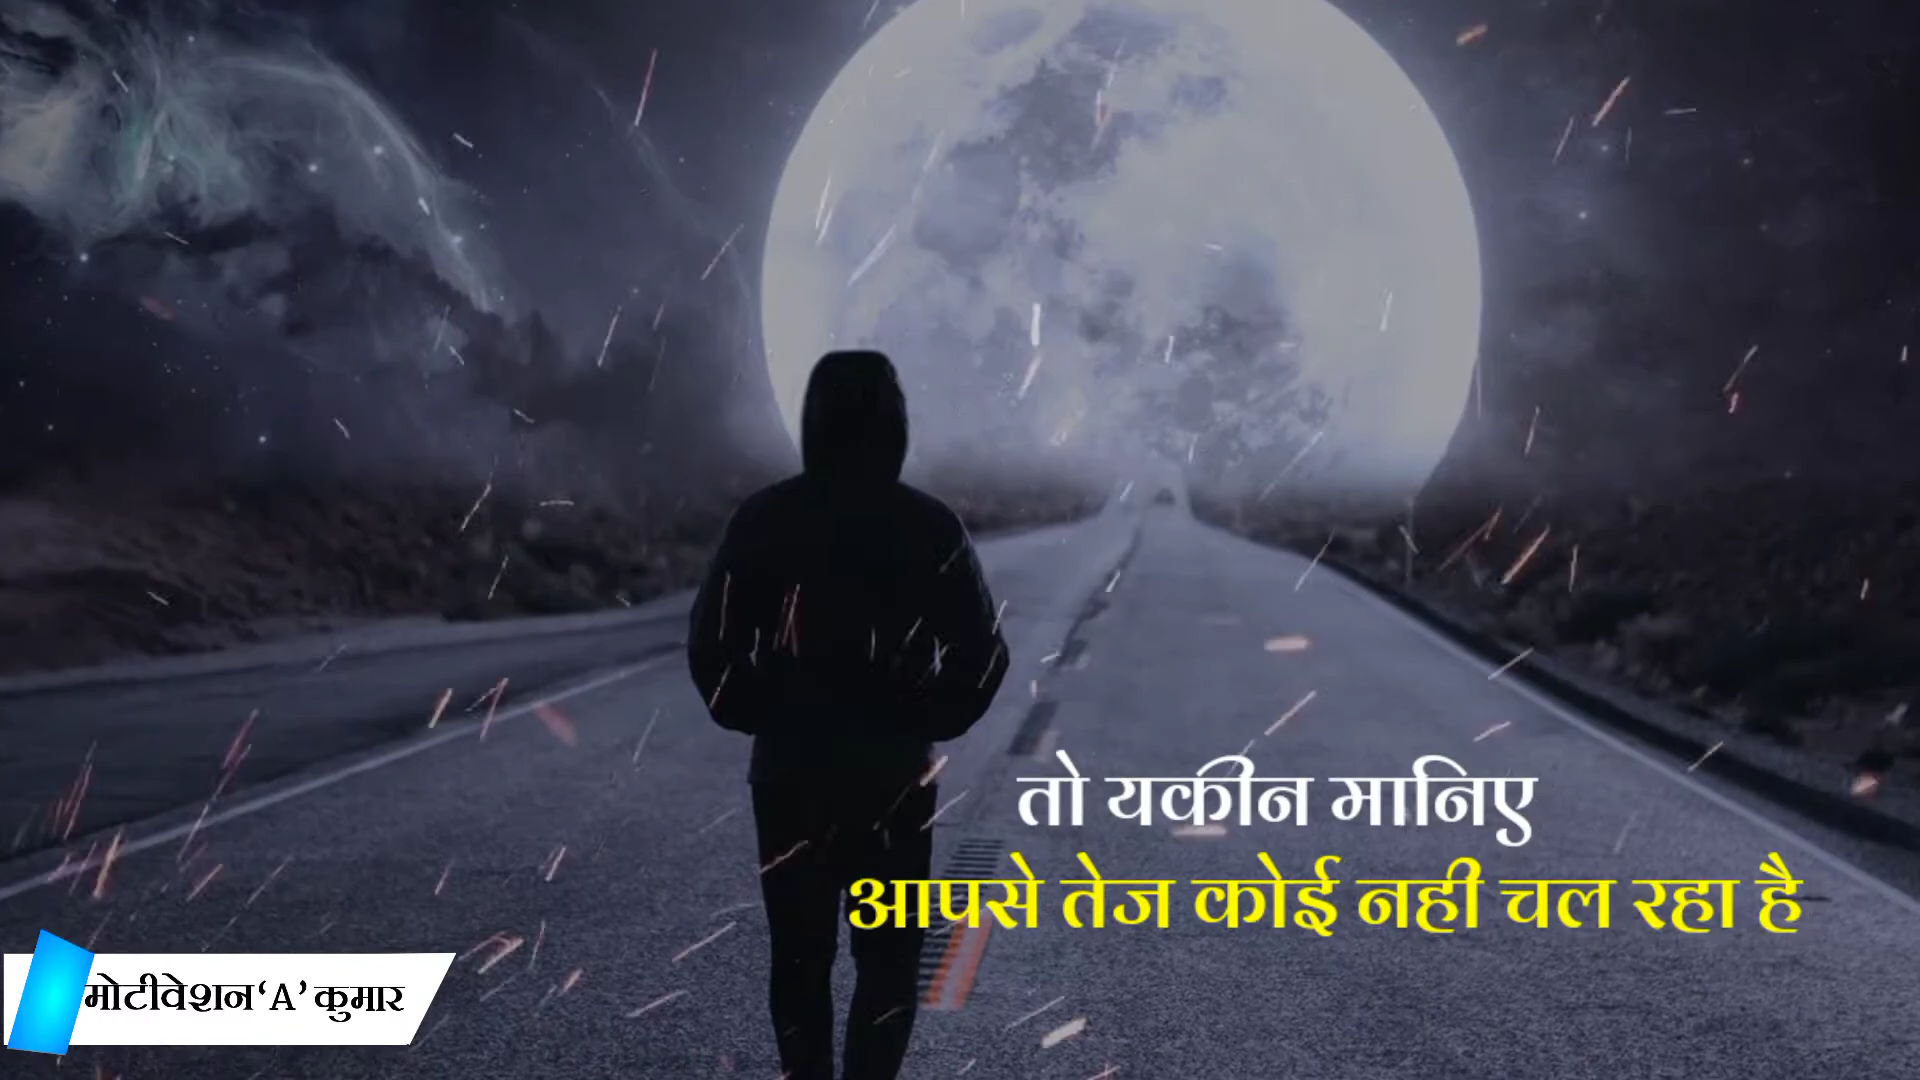 तो यकीन मानिए
आपसे तेज कोई नही चल रहा है
मोटीवेशन ‘A’ कुमार